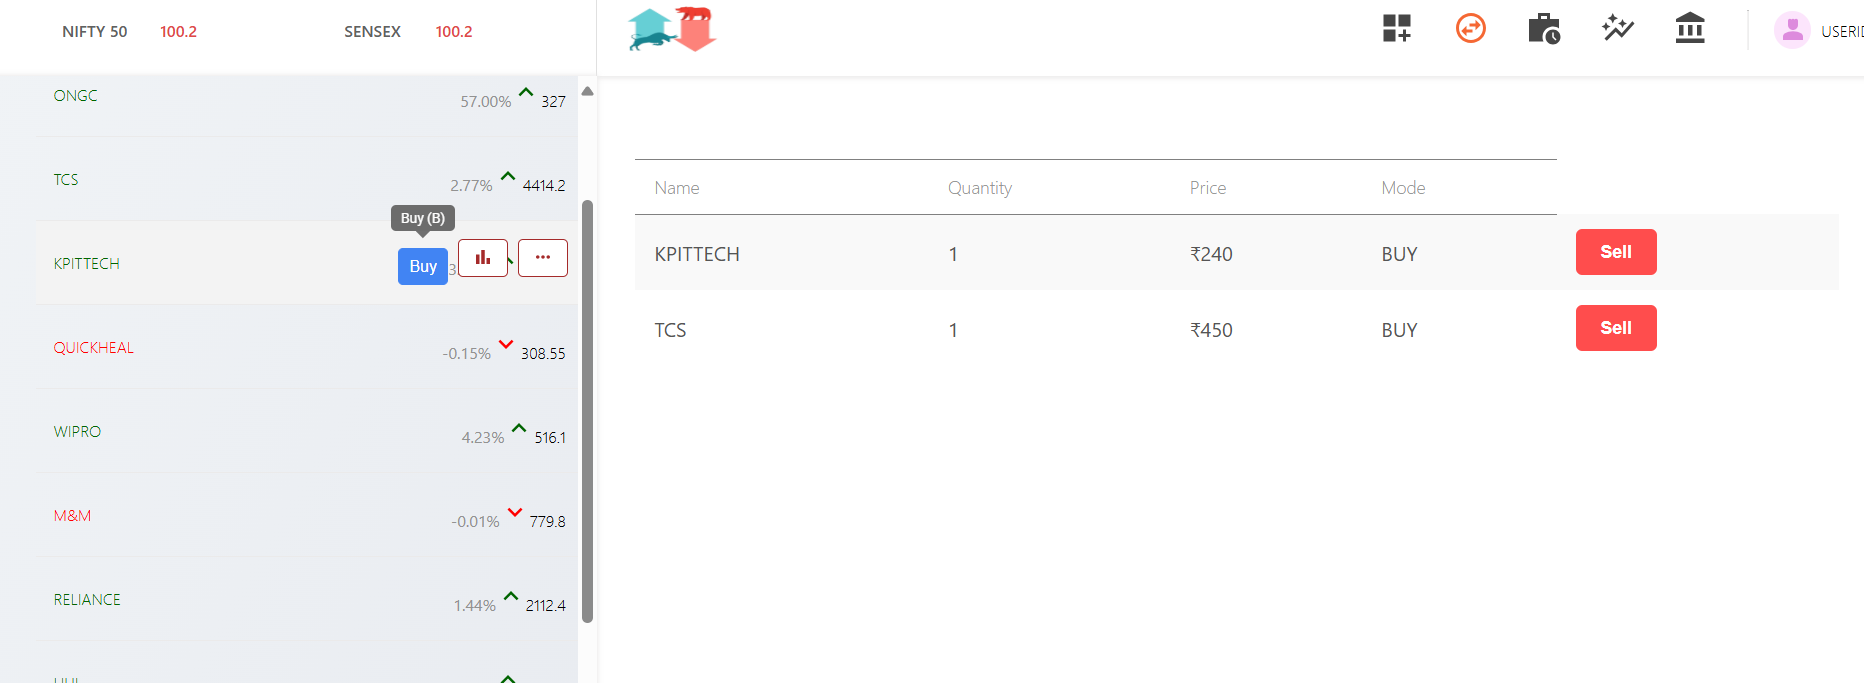 NIFTY 50 100.2 SENSEX 100.2
USERID
ONGC 57.00% 327
TCS 2.77% 4414.2
Buy (B)
KPITTECH Buy 3.
QUICKHEAL -0.15% 308.55
WIPRO 4.23% 516.1
M&M -0.01% 779.8
RELIANCE 1.44% 2112.4
Name Quantity Price Mode
KPITTECH 1 ₹240 BUY Sell
TCS 1 ₹450 BUY Sell